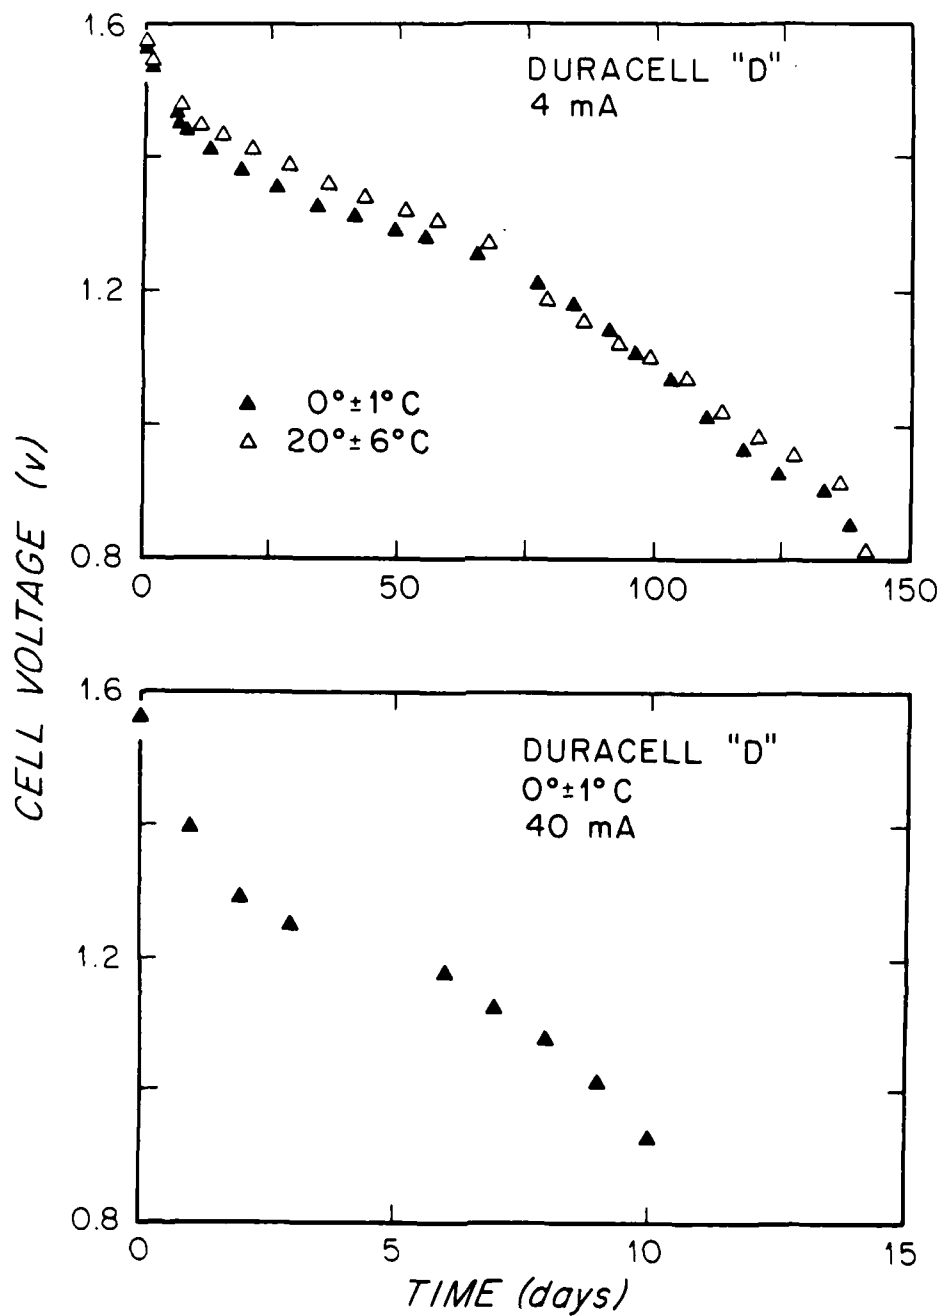 1.6
DURACELL "D"
4 mA
1.2
0°±1°C
20°±6°C
0.8
0 50 100 150
CELL VOLTAGE (v)
1.6
DURACELL "D"
0°±1°C
40 mA
1.2
0.8
0 5 10 15
TIME (days)